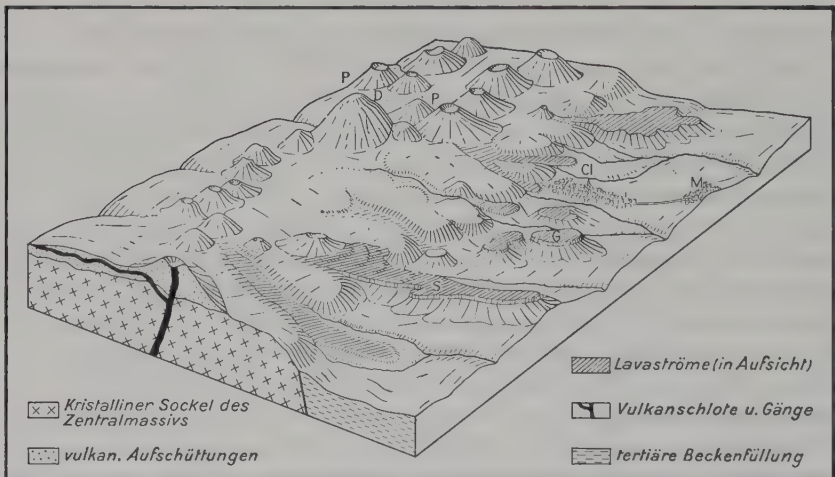 P
D
P
Cl
M
G
S
Kristalliner Sockel des
Zentralmassivs
vulkan. Aufschüttungen
Lavaströme (in Aufsicht)
Vulkanschlote u. Gänge
tertiäre Beckenfüllung